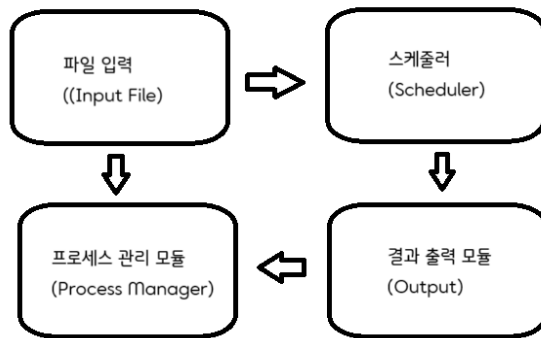 파일 입력
((Input File)
스케줄러
(Scheduler)
프로세스 관리 모듈
(Process Manager)
결과 출력 모듈
(Output)